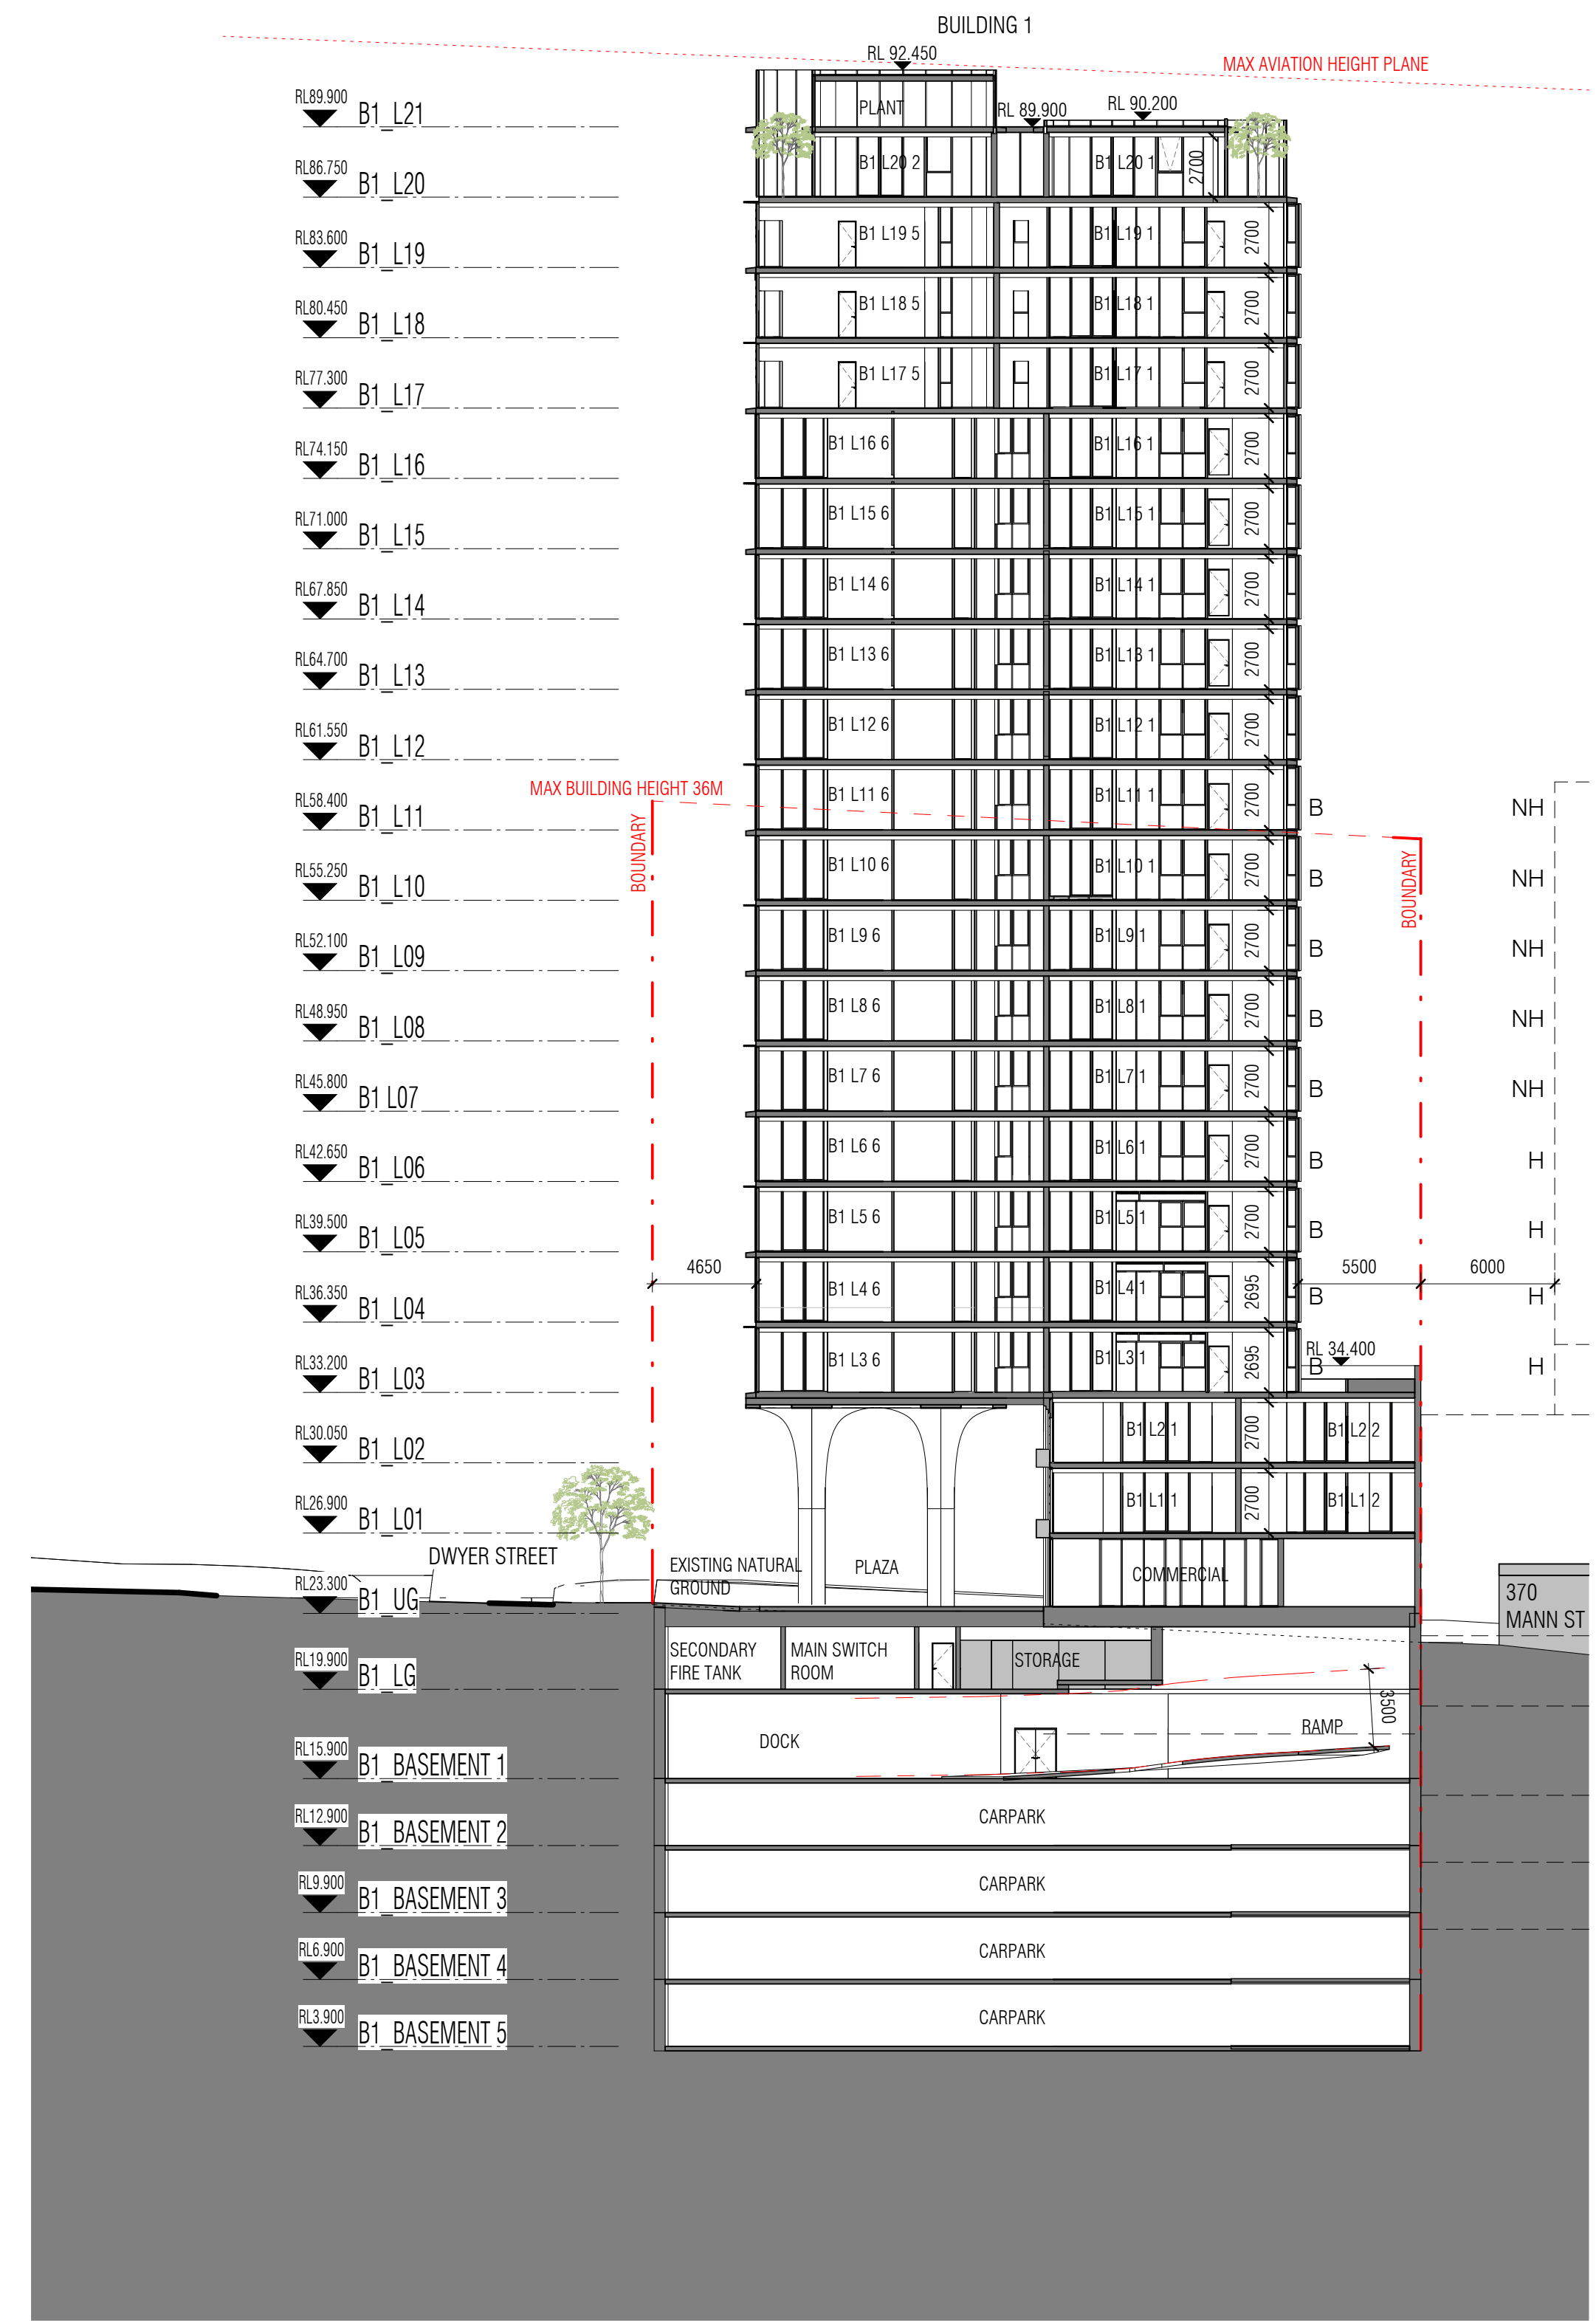 BUILDING 1
RL 92.450
MAX AVIATION HEIGHT PLANE
RL89.900
B1_L21
PLANT
RL 89.900
RL 90.200
RL86.750
B1_L20
B1 L20 2
B1 L20 1
2700
RL83.600
B1_L19
B1 L19 5
B1 L19 1
2700
RL80.450
B1_L18
B1 L18 5
B1 L18 1
2700
RL77.300
B1_L17
B1 L17 5
B1 L17 1
2700
RL74.150
B1_L16
B1 L16 6
B1 L16 1
2700
RL71.000
B1_L15
B1 L15 6
B1 L15 1
2700
RL67.850
B1_L14
B1 L14 6
B1 L14 1
2700
RL64.700
B1_L13
B1 L13 6
B1 L13 1
2700
RL61.550
B1_L12
B1 L12 6
B1 L12 1
2700
MAX BUILDING HEIGHT 36M
RL58.400
B1_L11
B1 L11 6
B1 L11 1
2700
B
NH
BOUNDARY
BOUNDARY
RL55.250
B1_L10
B1 L10 6
B1 L10 1
2700
B
NH
RL52.100
B1_L09
B1 L9 6
B1 L9 1
2700
B
NH
RL48.950
B1_L08
B1 L8 6
B1 L8 1
2700
B
NH
RL45.800
B1 L07
B1 L7 6
B1 L7 1
2700
B
NH
RL42.650
B1_L06
B1 L6 6
B1 L6 1
2700
B
H
RL39.500
B1_L05
B1 L5 6
B1 L5 1
2700
B
H
4650
5500
6000
RL36.350
B1_L04
B1 L4 6
B1 L4 1
2695
B
H
RL33.200
B1_L03
B1 L3 6
B1 L3 1
2695
RL 34.400
B
H
RL30.050
B1_L02
B1 L2 1
2700
B1 L2 2
RL26.900
B1_L01
B1 L1 1
2700
B1 L1 2
DWYER STREET
EXISTING NATURAL
GROUND
PLAZA
COMMERCIAL
RL23.300
B1_UG
370
MANN ST
RL19.900
B1_LG
SECONDARY
FIRE TANK
MAIN SWITCH
ROOM
STORAGE
3500
RL15.900
B1_BASEMENT 1
DOCK
RAMP
RL12.900
B1_BASEMENT 2
CARPARK
RL9.900
B1_BASEMENT 3
CARPARK
RL6.900
B1_BASEMENT 4
CARPARK
RL3.900
B1_BASEMENT 5
CARPARK